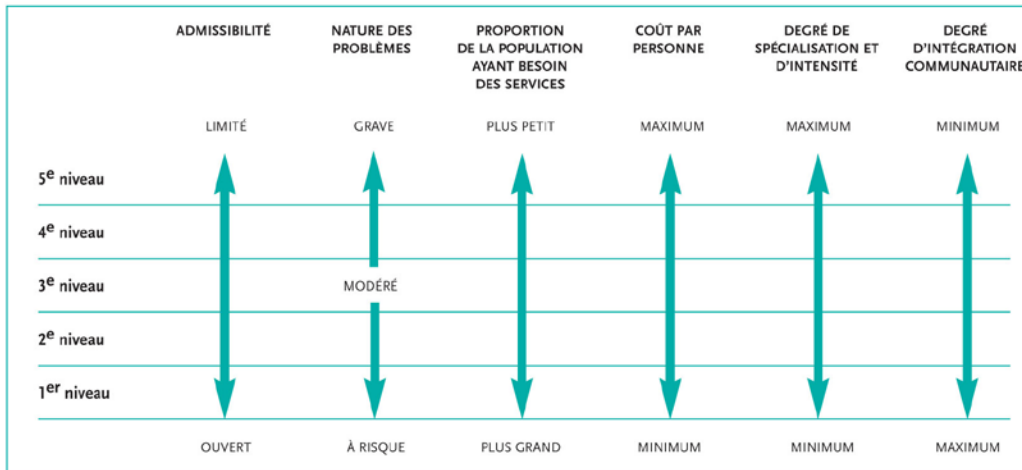 ADMISSIBILITÉ
NATURE DES
PROBLÈMES
PROPORTION
DE LA POPULATION
AYANT BESOIN
DES SERVICES
COÛT PAR
PERSONNE
DEGRÉ DE
SPÉCIALISATION ET
D'INTENSITÉ
DEGRÉ
D'INTÉGRATION
COMMUNAUTAIRE
LIMITÉ
GRAVE
PLUS PETIT
MAXIMUM
MAXIMUM
MINIMUM
5e niveau
4e niveau
3e niveau
MODÉRÉ
2e niveau
1er niveau
OUVERT
À RISQUE
PLUS GRAND
MINIMUM
MINIMUM
MAXIMUM